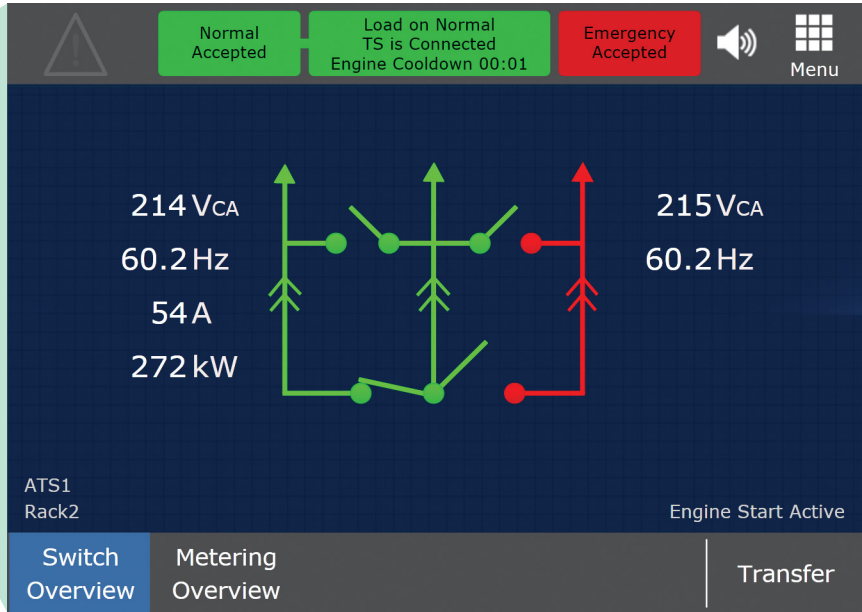 Normal
Accepted
Load on Normal
TS is Connected
Engine Cooldown 00:01
Emergency
Accepted
Menu
214 VCA
60.2 Hz
54 A
272 kW
215 VCA
60.2 Hz
ATS1
Rack2
Engine Start Active
Switch
Overview
Metering
Overview
Transfer